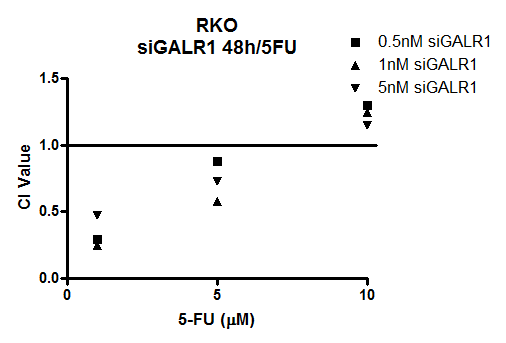 RKO
siGALR1 48h/5FU
0.5nM siGALR1
1nM siGALR1
5nM siGALR1
CI Value
1.5
1.0
0.5
0.0
0
5
10
5-FU (μM)